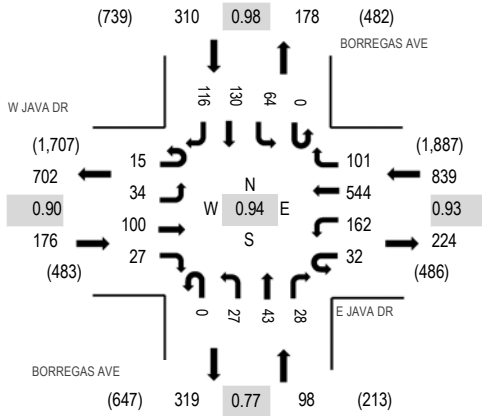 (739) 310 0.98 178 (482)
BORREGAS AVE
116 130 64 0
W JAVA DR
(1,707) 15 101 (1,887)
702 34 N 544 839
0.90 W 0.94 E 0.93
176 100 S 162 224
(483) 27 32 (486)
0 27 43 28
E JAVA DR
BORREGAS AVE
(647) 319 0.77 98 (213)